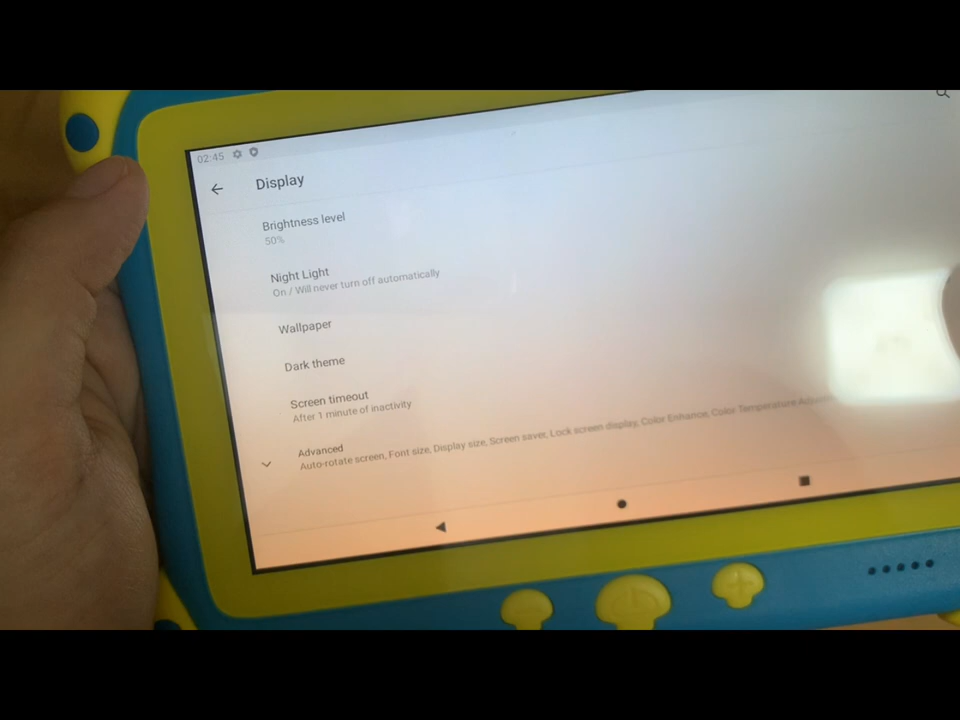 02:45
Display
Brightness level
50%
Night Light
On / Will never turn off automatically
Wallpaper
Dark theme
Screen timeout
After 1 minute of inactivity
Advanced
Auto-rotate screen, Font size, Display size, Screen saver, Lock screen display, Color Enhance, Color Temperature